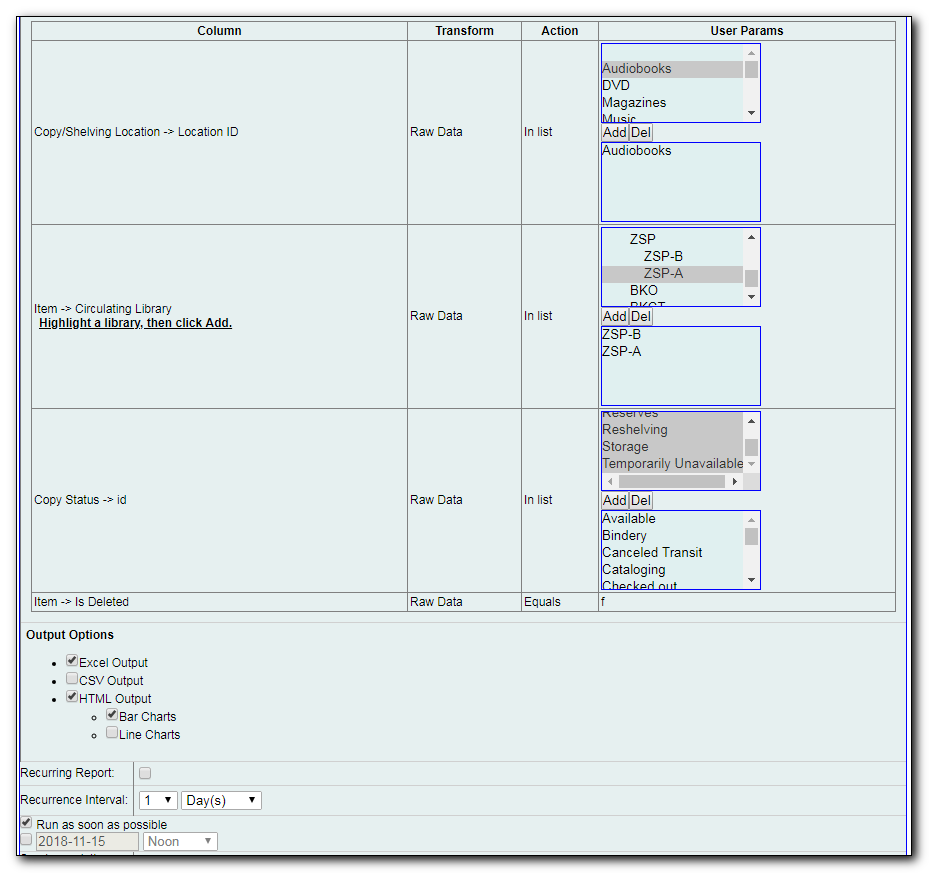 Column Transform Action User Params
Audiobooks
DVD
Magazines
Music
Add Del
Copy/Shelving Location -> Location ID Raw Data In list
Audiobooks
ZSP
ZSP-B
ZSP-A
BKO
Item -> Circulating Library
Highlight a library, then click Add.
Raw Data In list
Add Del
ZSP-B
ZSP-A
Reserves
Reshelving
Storage
Temporarily Unavailable
Copy Status -> id Raw Data In list
Add Del
Available
Bindery
Canceled Transit
Cataloging
Checked out
Item -> Is Deleted Raw Data Equals f
Output Options
Excel Output
CSV Output
HTML Output
Bar Charts
Line Charts
Recurring Report:
Recurrence Interval: 1 Day(s)
Run as soon as possible
2018-11-15 Noon